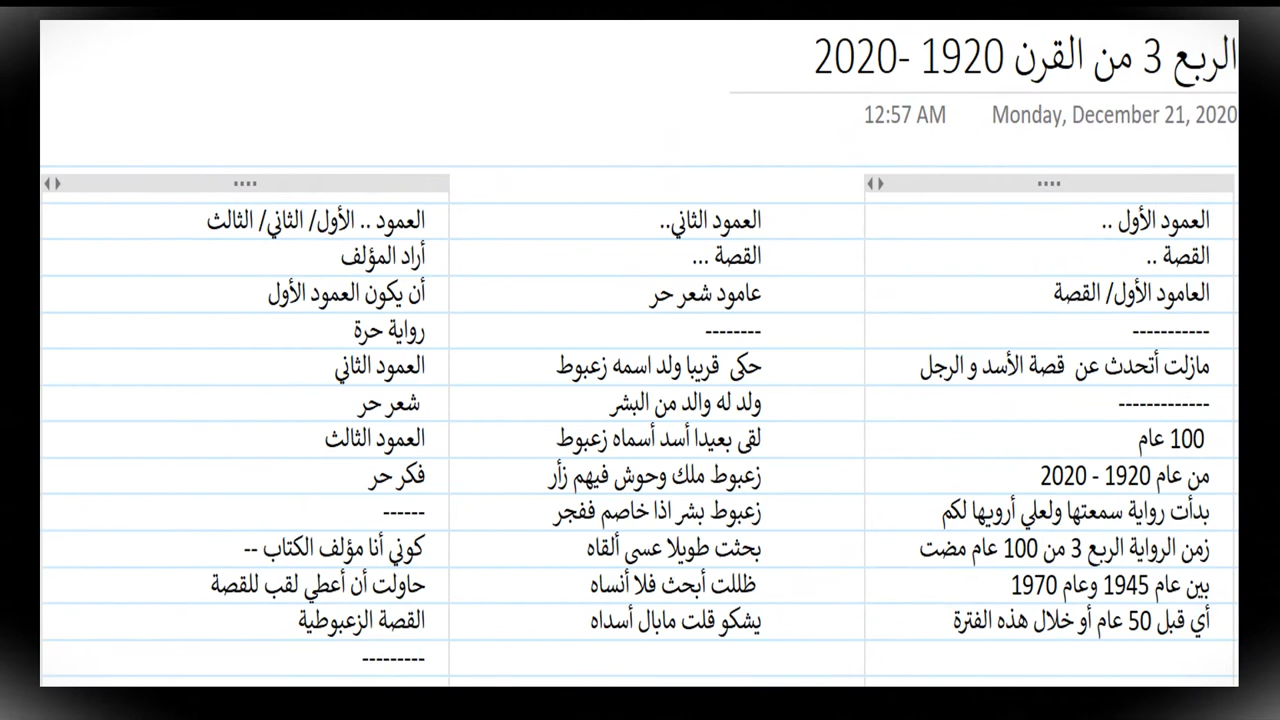 الربع 3 من القرن 1920 -2020
Monday, December 21, 2020 12:57 AM
العمود الأول ..
القصة ..
العامود الأول/ القصة
-----------
مازلت أتحدث عن قصة الأسد و الرجل
-------------
100 عام
من عام 1920 - 2020
بدأت رواية سمعتها ولعلي أرويها لكم
زمن الرواية الربع 3 من 100 عام مضت
بين عام 1945 وعام 1970
أي قبل 50 عام أو خلال هذه الفترة
العمود الثاني..
القصة ...
عامود شعر حر
--------
حكى قريبا ولد اسمه زعبوط
ولد له والد من البشر
لقى بعيدا أسد أسماه زعبوط
زعبوط ملك وحوش فيهم زأر
زعبوط بشر اذا خاصم ففجر
بحثت طويلا عسى ألقاه
ظللت أبحث فلا أنساه
يشكو قلت مابال أسداه
العمود .. الأول/ الثاني/ الثالث
أراد المؤلف
أن يكون العمود الأول
رواية حرة
العمود الثاني
شعر حر
العمود الثالث
فكر حر
------
كوني أنا مؤلف الكتاب --
حاولت أن أعطي لقب للقصة
القصة الزعبوطية
---------